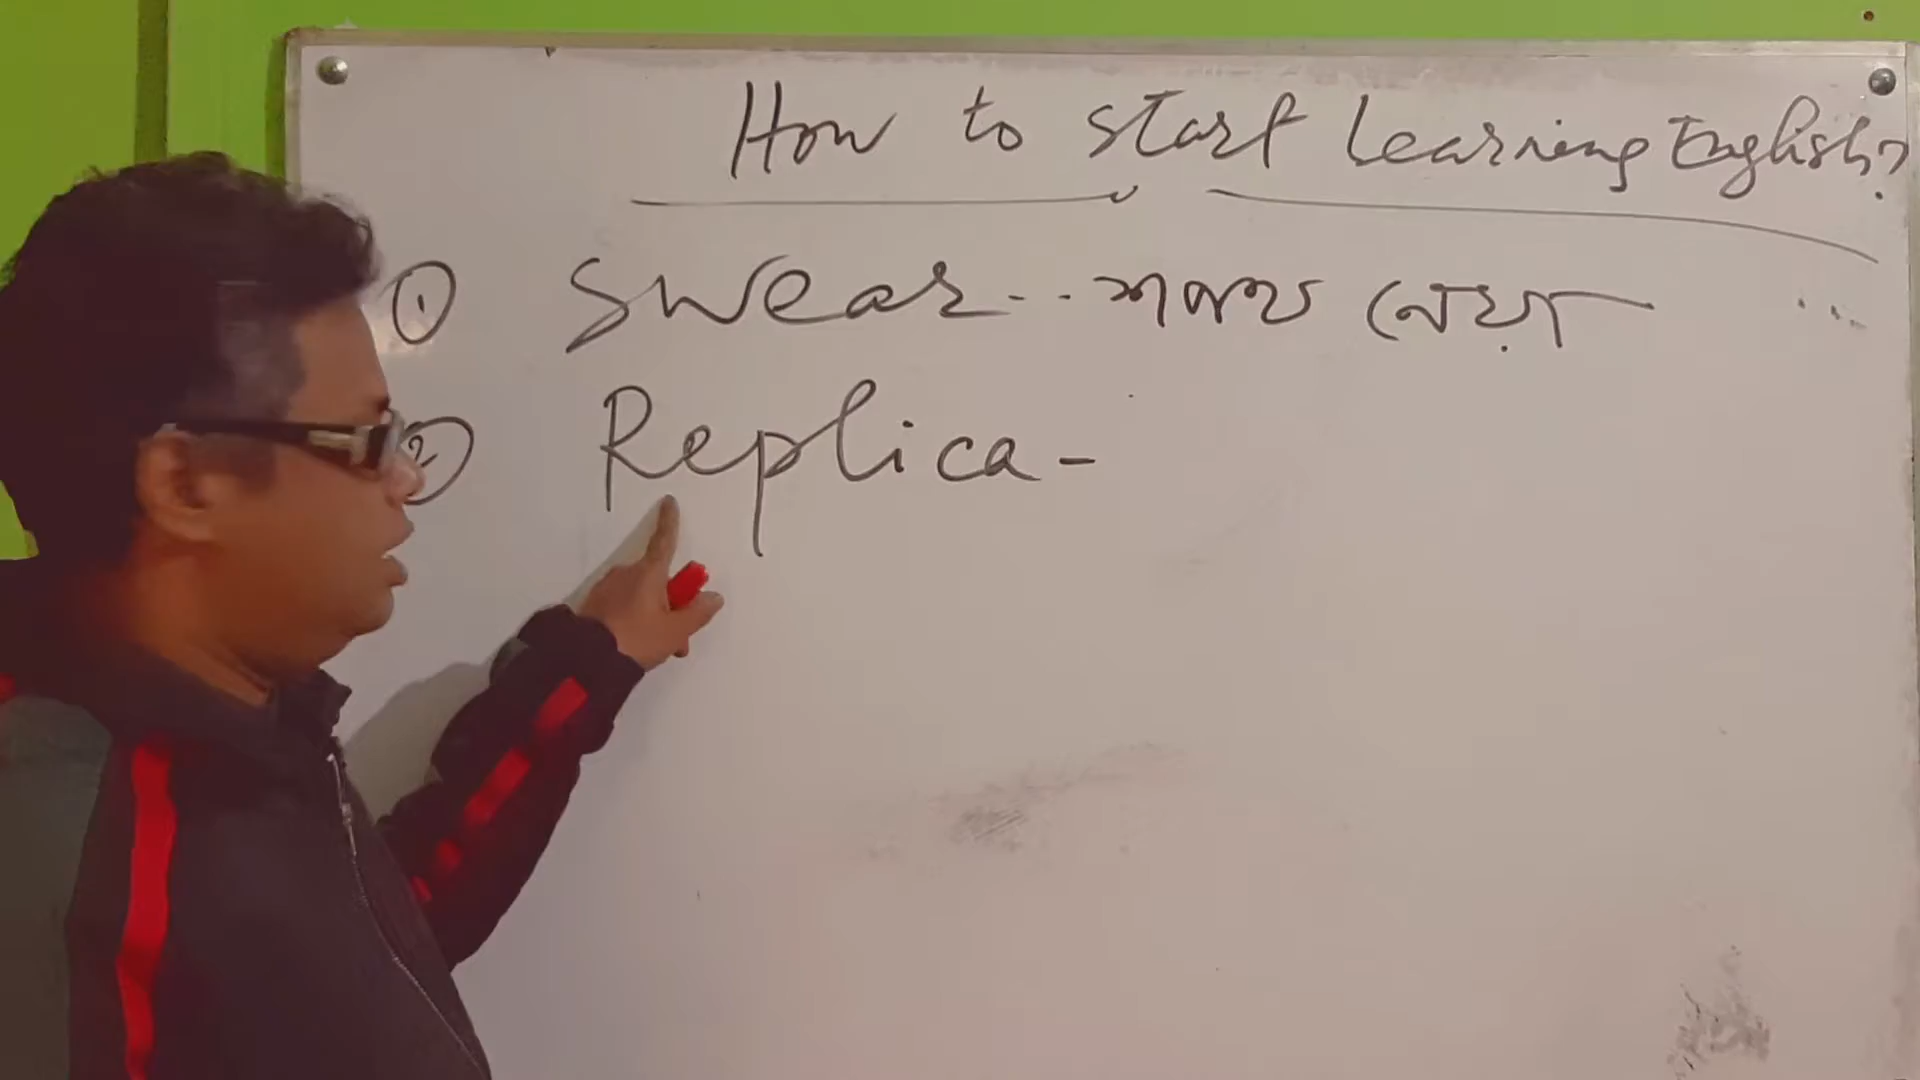 How to start Learning English?
① Swear... শপথ নেয়া ...
② Replica -